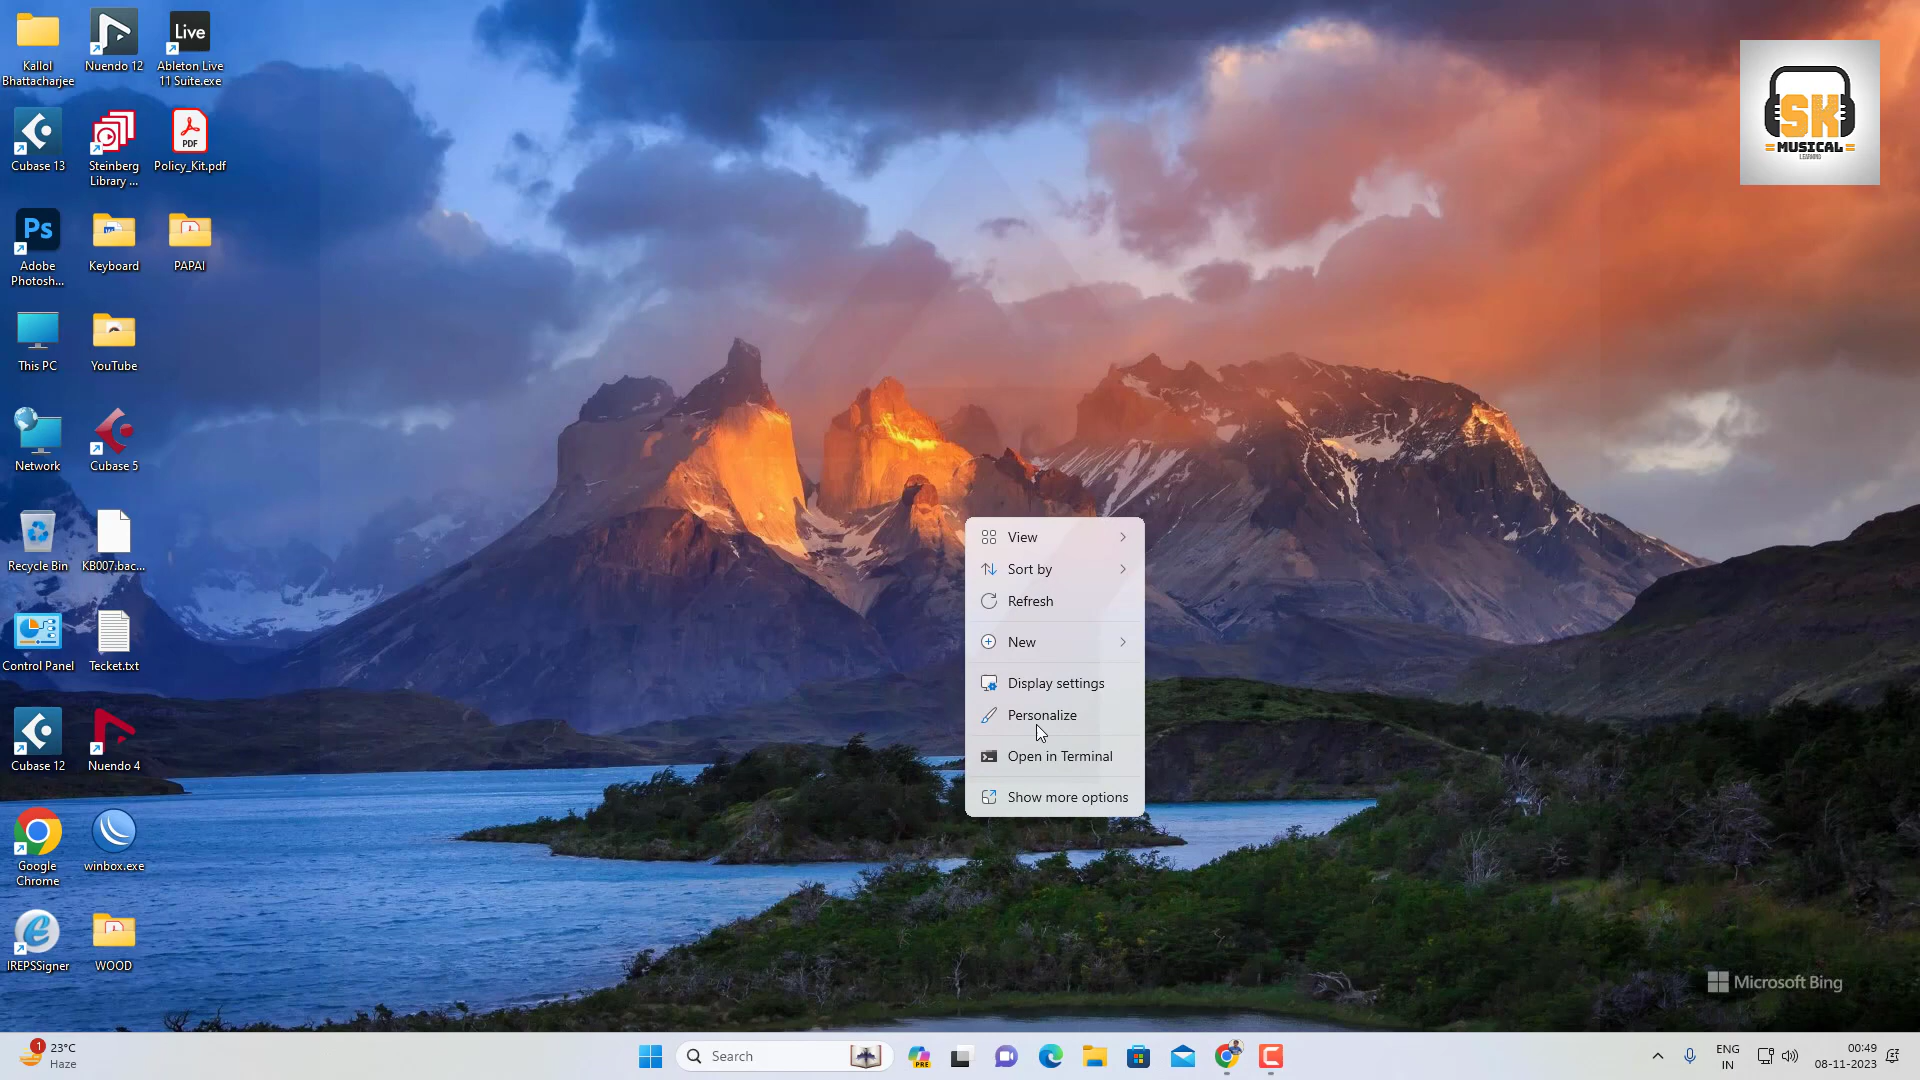 Kallol
Bhattacharjee
Nuendo 12
Live
Ableton Live
11 Suite.exe
Cubase 13
Steinberg
Library ...
PDF
Policy_Kit.pdf
Ps
Adobe
Photosh...
Keyboard
PAPAI
This PC
YouTube
Network
Cubase 5
Recycle Bin
KB007.bac...
Control Panel
Tecket.txt
Cubase 12
Nuendo 4
Google
Chrome
winbox.exe
IREPSSigner
WOOD
SK
MUSICAL
LEARNING
View
Sort by
Refresh
New
Display settings
Personalize
Open in Terminal
Show more options
Microsoft Bing
1
23°C
Haze
Search
PRE
ENG
IN
00:49
08-11-2023